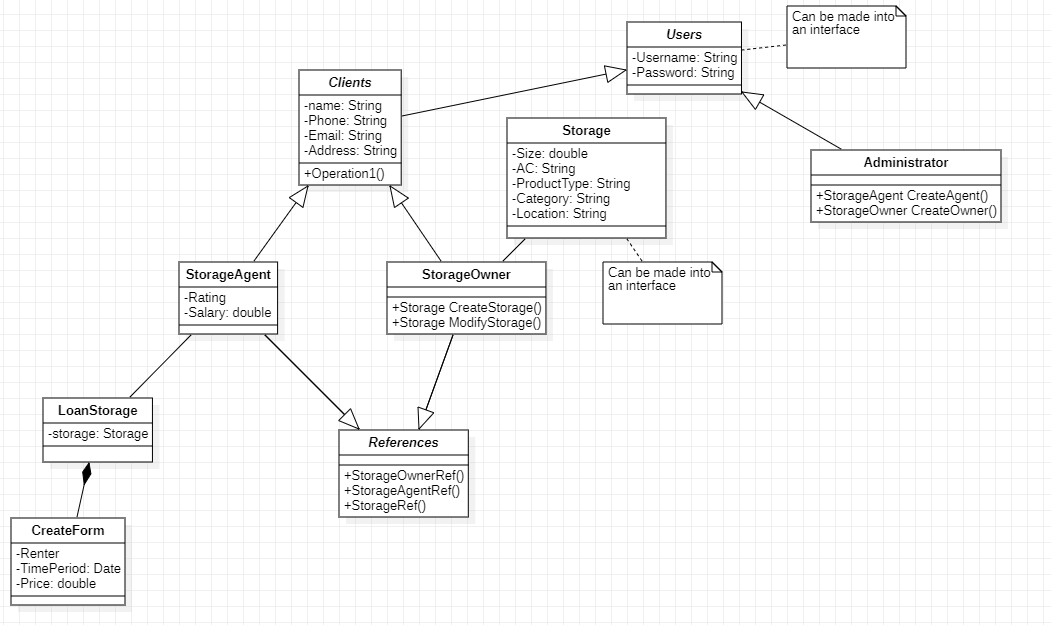 Users
-Username: String
-Password: String
Can be made into
an interface
Clients
-name: String
-Phone: String
-Email: String
-Address: String
+Operation1()
Storage
-Size: double
-AC: String
-ProductType: String
-Category: String
-Location: String
Administrator
+StorageAgent CreateAgent()
+StorageOwner CreateOwner()
Can be made into
an interface
StorageAgent
-Rating
-Salary: double
StorageOwner
+Storage CreateStorage()
+Storage ModifyStorage()
LoanStorage
-storage: Storage
References
+StorageOwnerRef()
+StorageAgentRef()
+StorageRef()
CreateForm
-Renter
-TimePeriod: Date
-Price: double